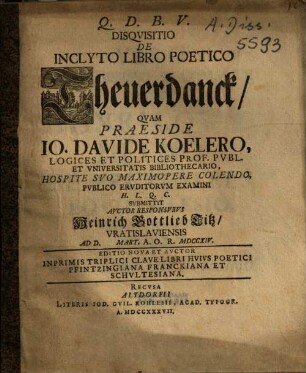 Q. D. B. V.
A. Diss.
5593
DISQVISITIO
DE
INCLYTO LIBRO POETICO
Theuerdanck/
QVAM
PRAESIDE
IO. DAVIDE KOELERO,
LOGICES ET POLITICES PROF. PVBL.
ET VNIVERSITATIS BIBLIOTHECARIO,
HOSPITE SVO MAXIMOPERE COLENDO,
PVBLICO ERVDITORVM EXAMINI
H. L. Q. C.
SVBMITTIT
AVCTOR RESPONSVRVS
Heinrich Gottlieb Titz/
VRATISLAVIENSIS
AD D. MART. A. O. R. MDCCXIV.
EDITIO NOVA ET AVCTIOR
INPRIMIS TRIPLICI CLAVE LIBRI HVIVS POETICI
PFINTZINGIANA FRANCKIANA ET
SCHVLTESIANA.
RECVSA
ALTDORFII
LITERIS IOD. GVIL. KOHLESII, ACAD. TYPOGR.
A. MDCCXXXVII.